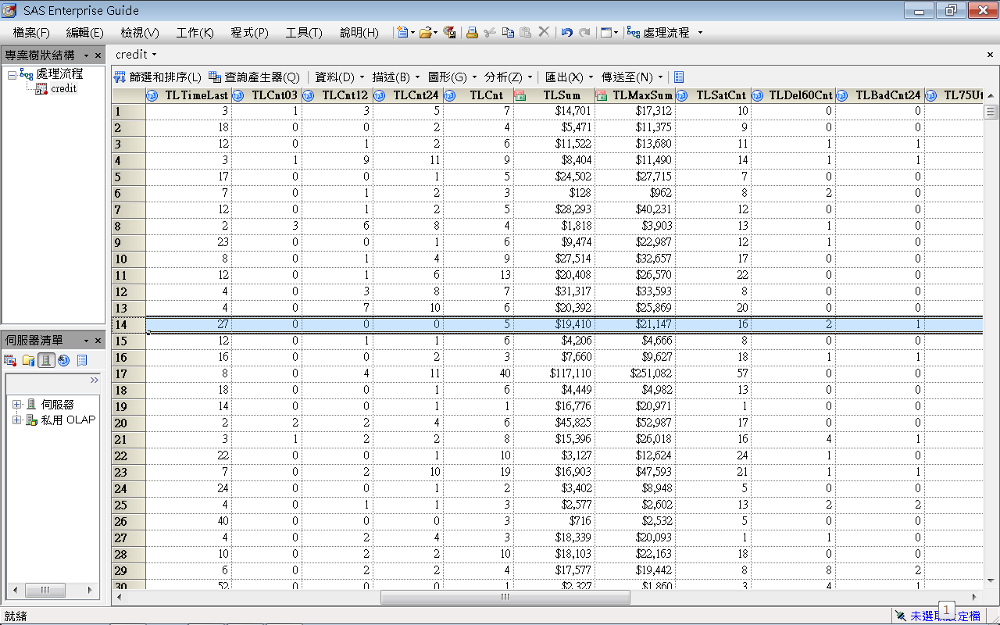 SAS Enterprise Guide
檔案(F) 編輯(E) 檢視(V) 工作(K) 程式(P) 工具(T) 說明(H) 處理流程
專案樹狀結構
處理流程
credit
credit
篩選和排序(L) 查詢產生器(Q) 資料(D) 描述(B) 圖形(G) 分析(Z) 匯出(X) 傳送至(N)
TLTimeLast TLCnt03 TLCnt12 TLCnt24 TLCnt TLSum TLMaxSum TLSatCnt TLDel60Cnt TLBadCnt24 TL75Ut
1 3 1 3 5 7 $14,701 $17,312 10 0 0
2 18 0 0 2 4 $5,471 $11,375 9 0 0
3 12 0 1 2 6 $11,522 $13,680 11 1 1
4 3 1 9 11 9 $8,404 $11,490 14 1 1
5 17 0 0 1 5 $24,502 $27,715 7 0 0
6 7 0 1 2 3 $128 $962 8 2 0
7 12 0 1 2 5 $28,293 $40,231 12 0 0
8 2 3 6 8 4 $1,818 $3,903 13 1 0
9 23 0 0 1 6 $9,474 $22,987 12 1 0
10 8 0 1 4 9 $27,514 $32,657 17 0 0
11 12 0 1 6 13 $20,408 $26,570 22 0 0
12 4 0 3 8 7 $31,317 $33,593 8 0 0
13 4 0 7 10 6 $20,392 $25,869 20 0 0
14 27 0 0 0 5 $19,410 $21,147 16 2 1
15 12 0 1 1 6 $4,206 $4,666 8 0 0
16 16 0 0 2 3 $7,660 $9,627 18 1 1
17 8 0 4 11 40 $117,110 $251,082 57 0 0
18 18 0 0 1 6 $4,449 $4,982 13 0 0
19 14 0 0 1 1 $16,776 $20,971 1 0 0
20 2 2 2 4 6 $45,825 $52,987 17 0 0
21 3 1 2 2 8 $15,396 $26,018 16 4 1
22 22 0 0 1 10 $3,127 $12,624 24 1 0
23 7 0 2 10 19 $16,903 $47,593 21 1 1
24 24 0 0 1 2 $3,402 $8,948 5 0 0
25 4 0 1 1 3 $2,577 $2,602 13 2 2
26 40 0 0 0 3 $716 $2,532 5 0 0
27 4 0 2 4 3 $18,339 $20,093 1 1 0
28 10 0 2 2 10 $18,103 $22,163 18 0 0
29 6 0 2 2 4 $17,577 $19,442 8 8 2
30 52 0 0 0 1 $2,327 $1,860 3 4 1
伺服器清單
伺服器
私用 OLAP
就緒
未選取設定檔
1